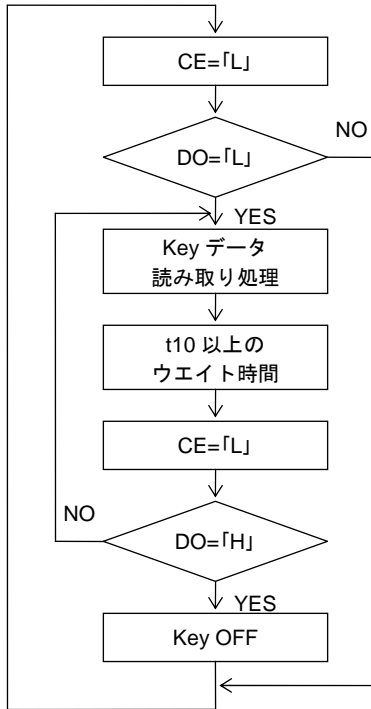 CE=｢L｣
DO=｢L｣
NO
YES
Key データ
読み取り処理
t10 以上の
ウエイト時間
CE=｢L｣
DO=｢H｣
NO
YES
Key OFF